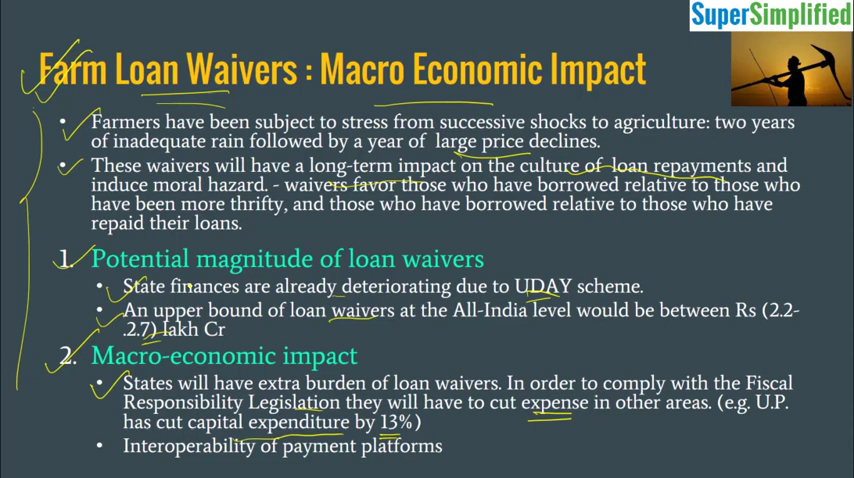 SuperSimplified
Farm Loan Waivers : Macro Economic Impact
• Farmers have been subject to stress from successive shocks to agriculture: two years
of inadequate rain followed by a year of large price declines.
• These waivers will have a long-term impact on the culture of loan repayments and
induce moral hazard. - waivers favor those who have borrowed relative to those who
have been more thrifty, and those who have borrowed relative to those who have
repaid their loans.
1. Potential magnitude of loan waivers
• State finances are already deteriorating due to UDAY scheme.
• An upper bound of loan waivers at the All-India level would be between Rs (2.2-
.2.7) lakh Cr
2. Macro-economic impact
• States will have extra burden of loan waivers. In order to comply with the Fiscal
Responsibility Legislation they will have to cut expense in other areas. (e.g. U.P.
has cut capital expenditure by 13%)
• Interoperability of payment platforms